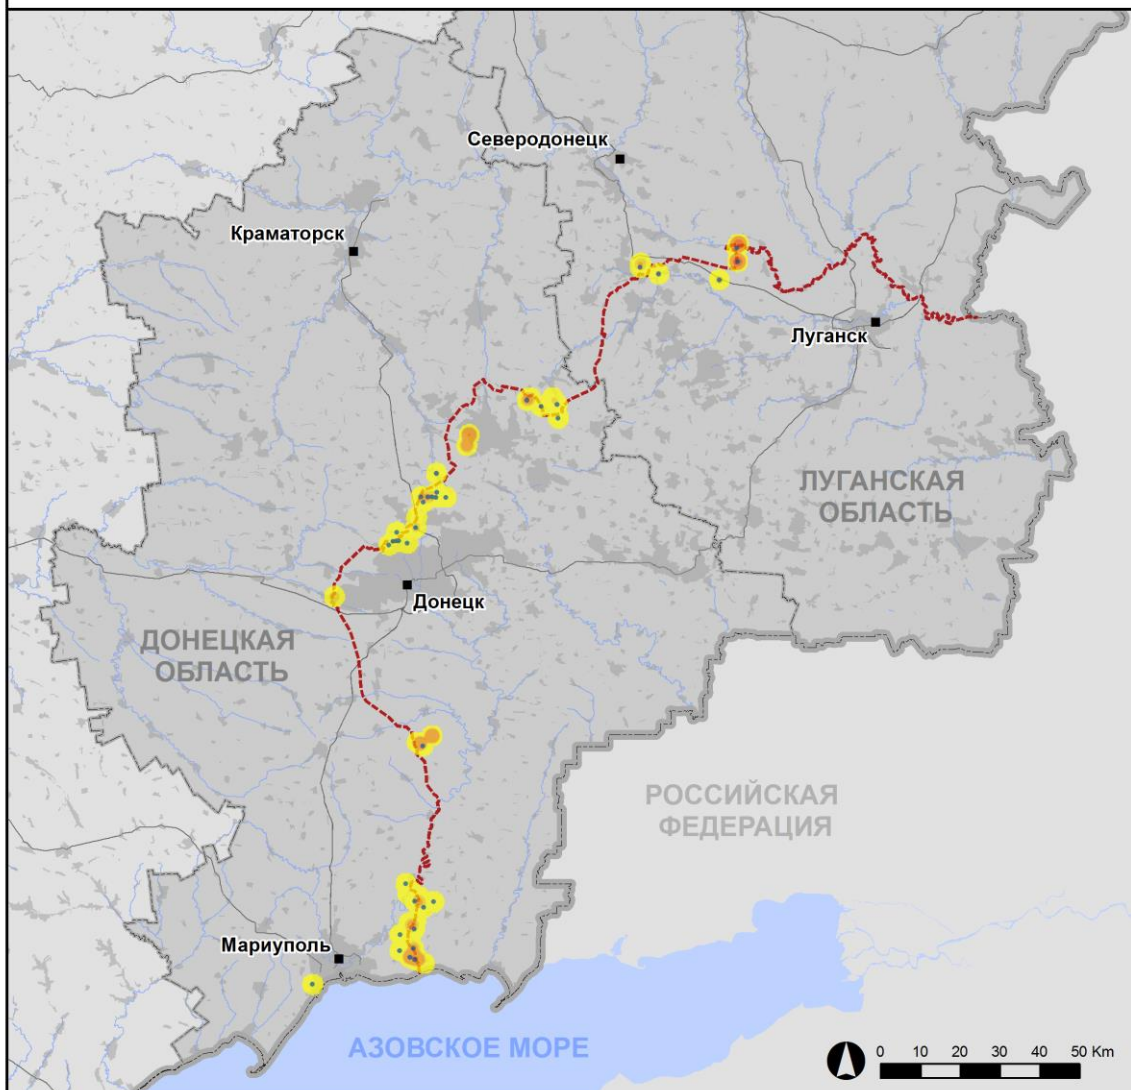 Северодонецк
Краматорск
Луганск
ЛУГАНСКАЯ
ОБЛАСТЬ
Донецк
ДОНЕЦКАЯ
ОБЛАСТЬ
РОССИЙСКАЯ
ФЕДЕРАЦИЯ
Мариуполь
АЗОВСКОЕ МОРЕ
0 10 20 30 40 50 Km